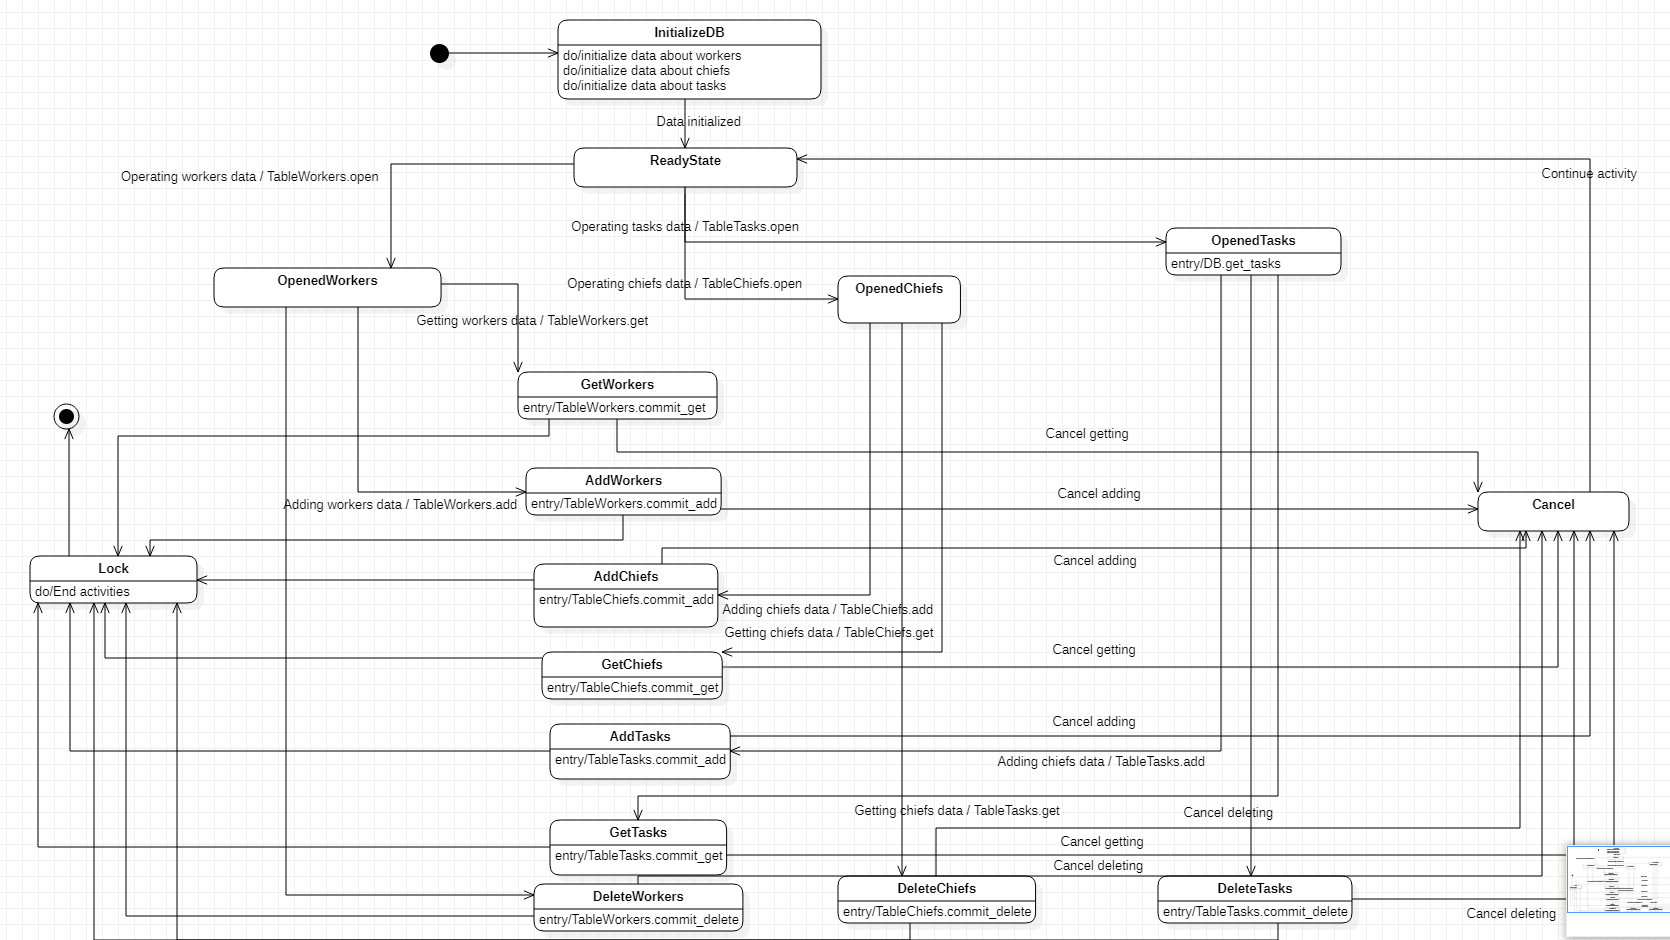 InitializeDB
do/initialize data about workers
do/initialize data about chiefs
do/initialize data about tasks
Data initialized
ReadyState
Continue activity
Operating workers data / TableWorkers.open
Operating tasks data / TableTasks.open
OpenedTasks
entry/DB.get_tasks
OpenedWorkers
Operating chiefs data / TableChiefs.open
OpenedChiefs
Getting workers data / TableWorkers.get
GetWorkers
entry/TableWorkers.commit_get
Cancel getting
AddWorkers
entry/TableWorkers.commit_add
Adding workers data / TableWorkers.add
Cancel adding
Cancel
Cancel adding
Lock
do/End activities
AddChiefs
entry/TableChiefs.commit_add
Adding chiefs data / TableChiefs.add
Getting chiefs data / TableChiefs.get
Cancel getting
GetChiefs
entry/TableChiefs.commit_get
Cancel adding
AddTasks
entry/TableTasks.commit_add
Adding chiefs data / TableTasks.add
Getting chiefs data / TableTasks.get
Cancel deleting
GetTasks
entry/TableTasks.commit_get
Cancel getting
Cancel deleting
DeleteWorkers
entry/TableWorkers.commit_delete
DeleteChiefs
entry/TableChiefs.commit_delete
DeleteTasks
entry/TableTasks.commit_delete
Cancel deleting